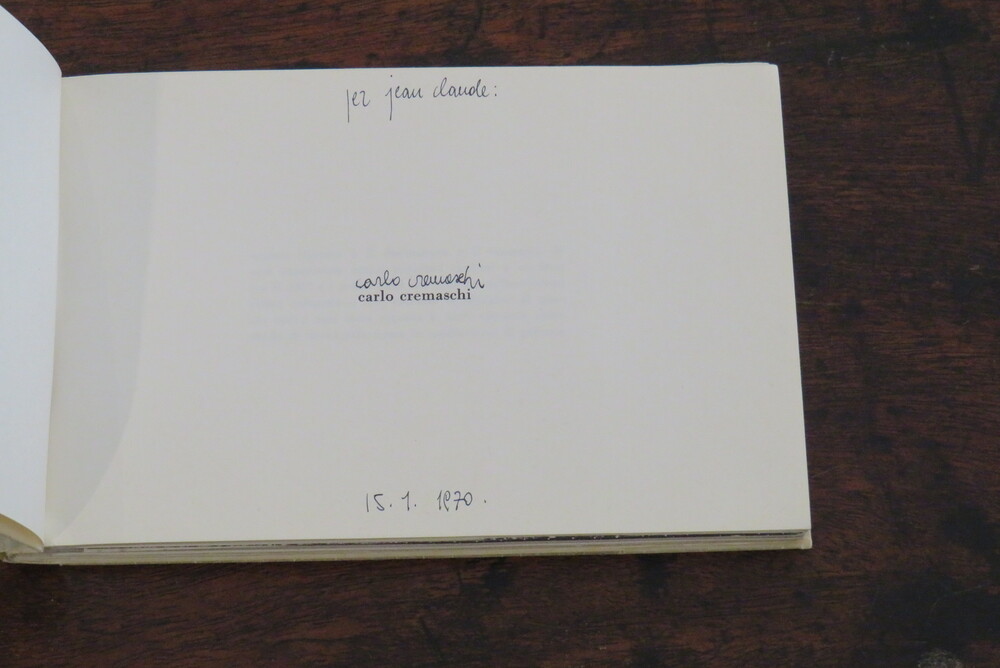 per jean claude:
carlo cremaschi
carlo cremaschi
15. 1. 1970.